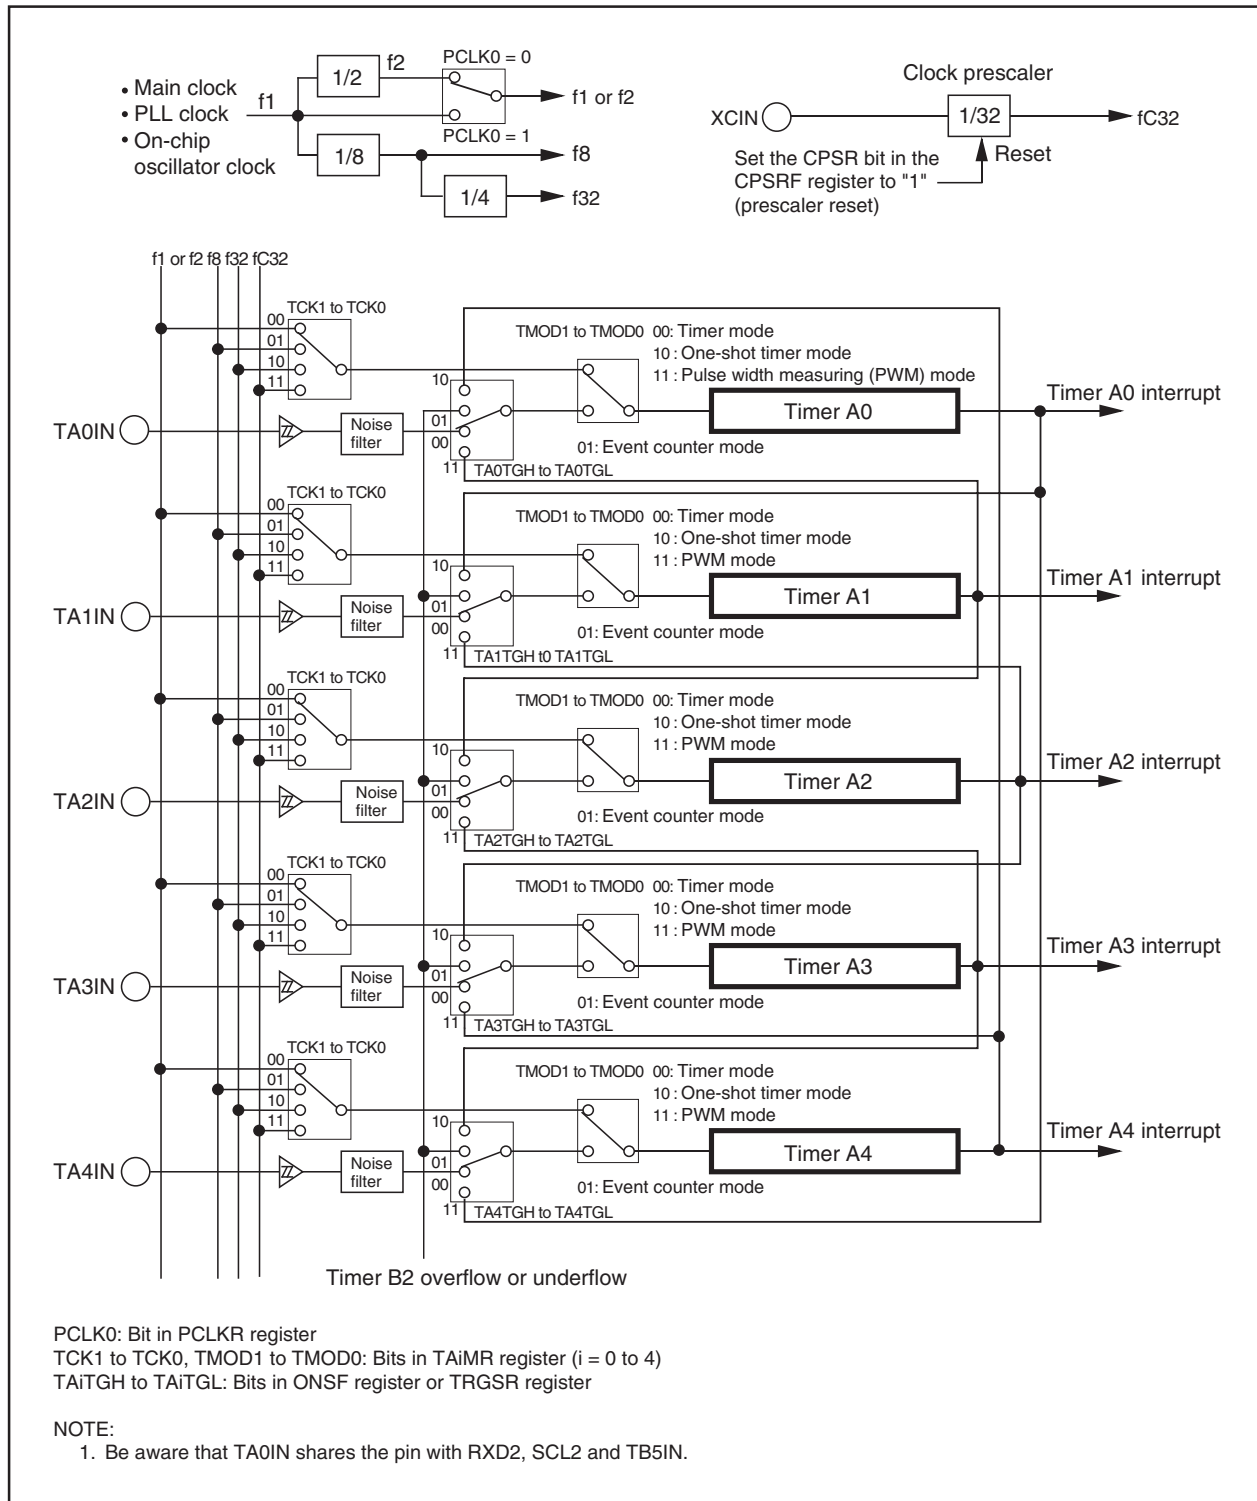 • Main clock
• PLL clock
• On-chip
oscillator clock
f1
1/2
f2
PCLK0 = 0
f1 or f2
PCLK0 = 1
1/8
f8
1/4
f32
Clock prescaler
XCIN
1/32
fC32
Reset
Set the CPSR bit in the
CPSRF register to "1"
(prescaler reset)
f1 or f2 f8 f32 fC32
TCK1 to TCK0
00
01
10
11
TMOD1 to TMOD0 00: Timer mode
10 : One-shot timer mode
11 : Pulse width measuring (PWM) mode
10
01
00
11
TA0IN
Noise
filter
Timer A0
Timer A0 interrupt
01: Event counter mode
TA0TGH to TA0TGL
TCK1 to TCK0
00
01
10
11
TMOD1 to TMOD0 00: Timer mode
10 : One-shot timer mode
11 : PWM mode
10
01
00
11
TA1IN
Noise
filter
Timer A1
Timer A1 interrupt
01: Event counter mode
TA1TGH t0 TA1TGL
TCK1 to TCK0
00
01
10
11
TMOD1 to TMOD0 00: Timer mode
10 : One-shot timer mode
11 : PWM mode
10
01
00
11
TA2IN
Noise
filter
Timer A2
Timer A2 interrupt
01: Event counter mode
TA2TGH to TA2TGL
TCK1 to TCK0
00
01
10
11
TMOD1 to TMOD0 00: Timer mode
10 : One-shot timer mode
11 : PWM mode
10
01
00
11
TA3IN
Noise
filter
Timer A3
Timer A3 interrupt
01: Event counter mode
TA3TGH to TA3TGL
TCK1 to TCK0
00
01
10
11
TMOD1 to TMOD0 00: Timer mode
10 : One-shot timer mode
11 : PWM mode
10
01
00
11
TA4IN
Noise
filter
Timer A4
Timer A4 interrupt
01: Event counter mode
TA4TGH to TA4TGL
Timer B2 overflow or underflow
PCLK0: Bit in PCLKR register
TCK1 to TCK0, TMOD1 to TMOD0: Bits in TAiMR register (i = 0 to 4)
TAiTGH to TAiTGL: Bits in ONSF register or TRGSR register
NOTE:
1. Be aware that TA0IN shares the pin with RXD2, SCL2 and TB5IN.